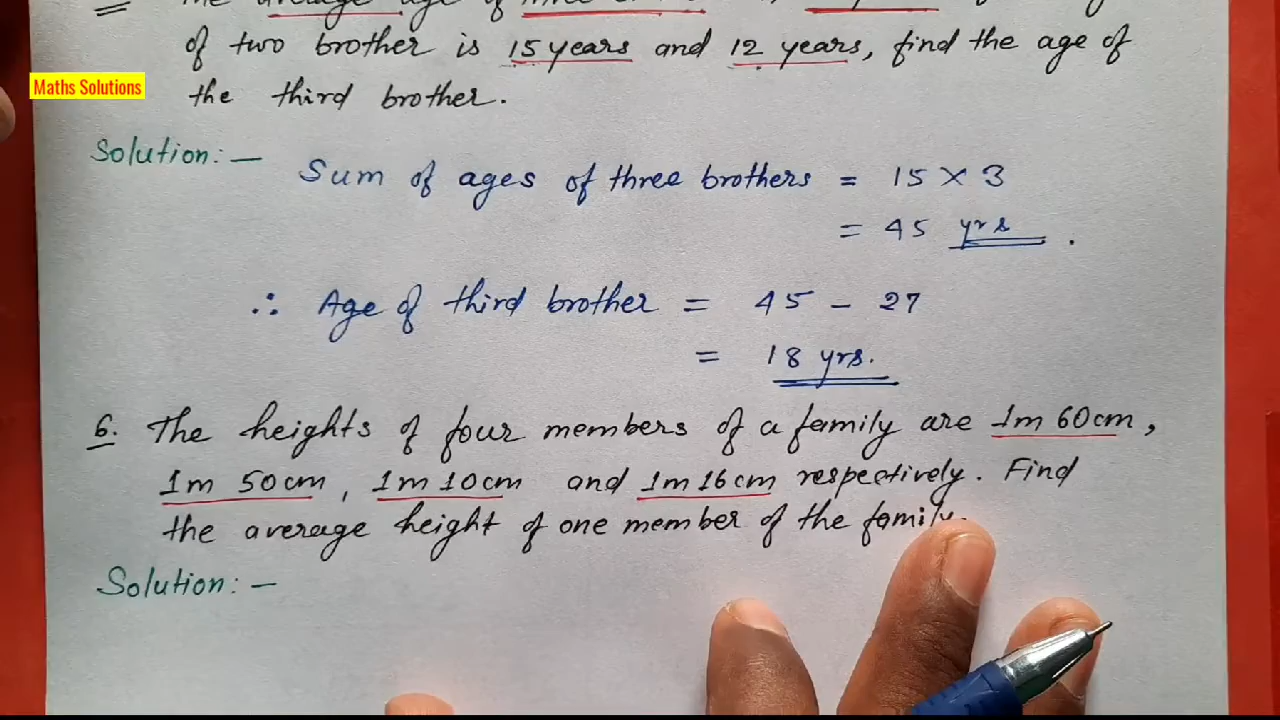 of two brother is 15 years and 12 years, find the age of
Maths Solutions
the third brother.
Solution:-
Sum of ages of three brothers = 15 × 3
= 45 yrs.
∴ Age of third brother = 45 - 27
= 18 yrs.
6. The heights of four members of a family are 1m 60cm,
1m 50cm, 1m 10cm and 1m 16cm respectively. Find
the average height of one member of the family.
Solution:-